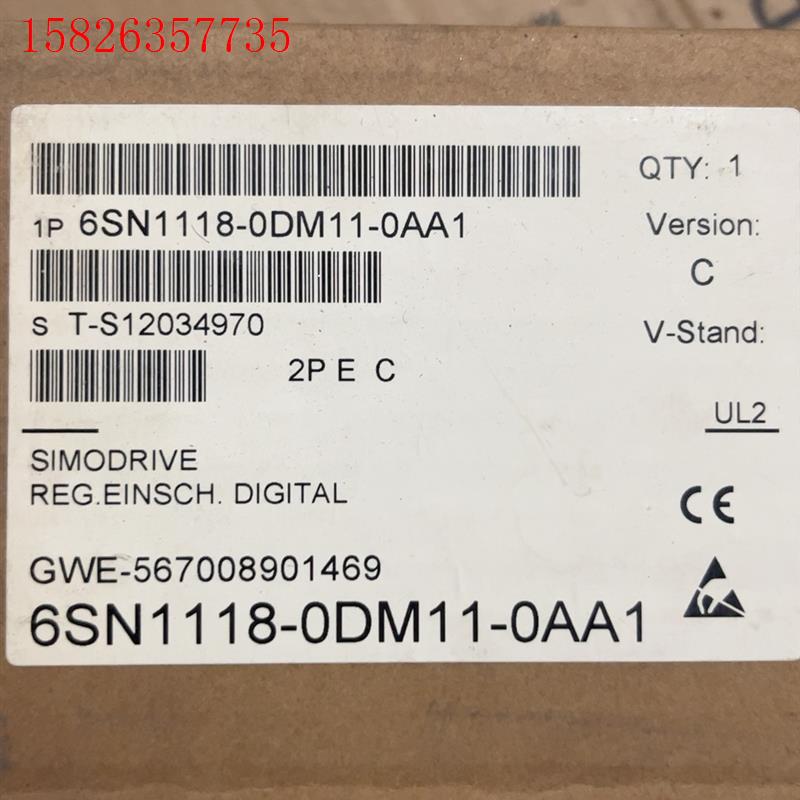 15826357735
QTY: 1
1P 6SN1118-0DM11-0AA1
Version:
C
S T-S12034970
V-Stand:
2P E C
UL2
SIMODRIVE
REG.EINSCH. DIGITAL
CE
GWE-567008901469
6SN1118-0DM11-0AA1